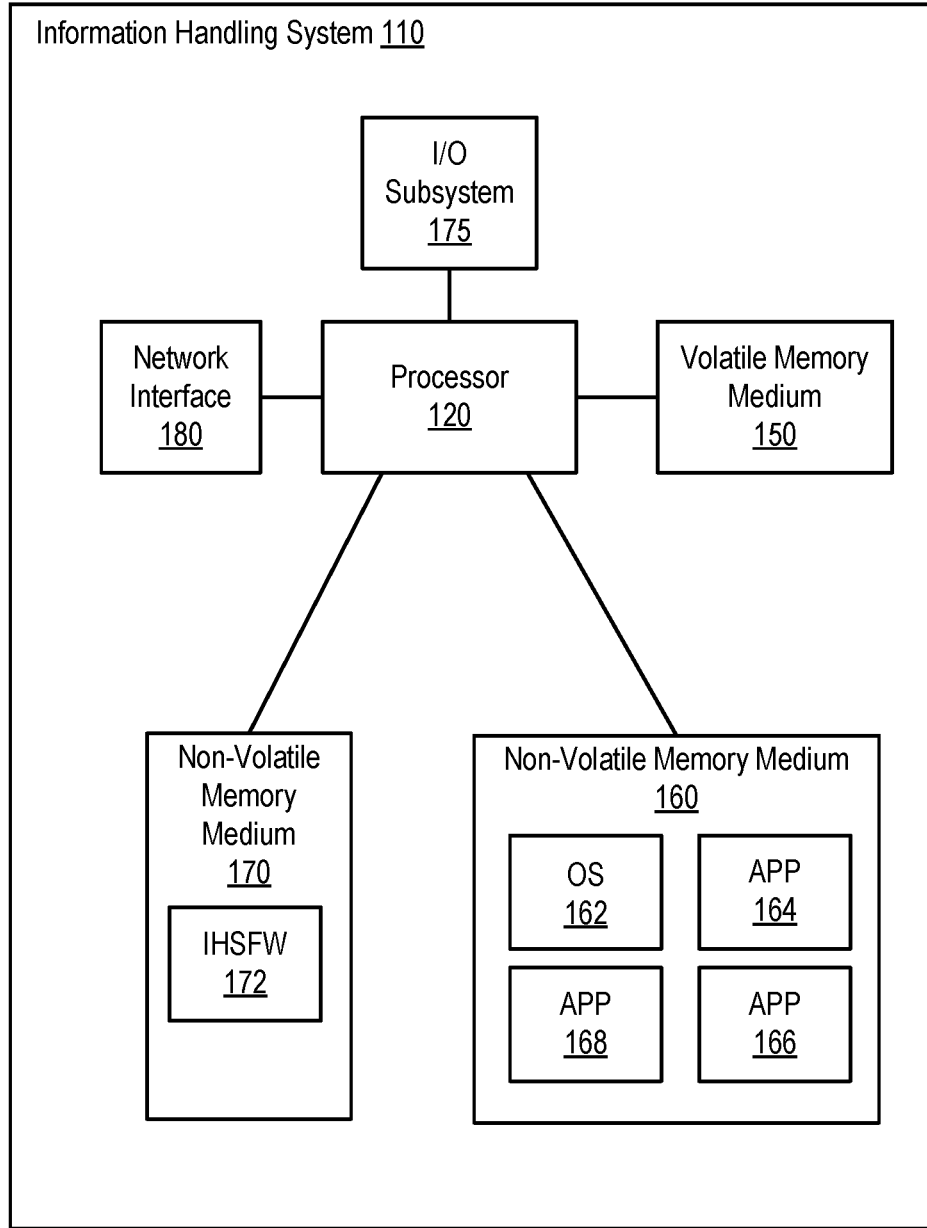 Information Handling System 110
I/O
Subsystem
175
Network
Interface
180
Processor
120
Volatile Memory
Medium
150
Non-Volatile
Memory
Medium
170
IHSFW
172
Non-Volatile Memory Medium
160
OS
162
APP
164
APP
168
APP
166